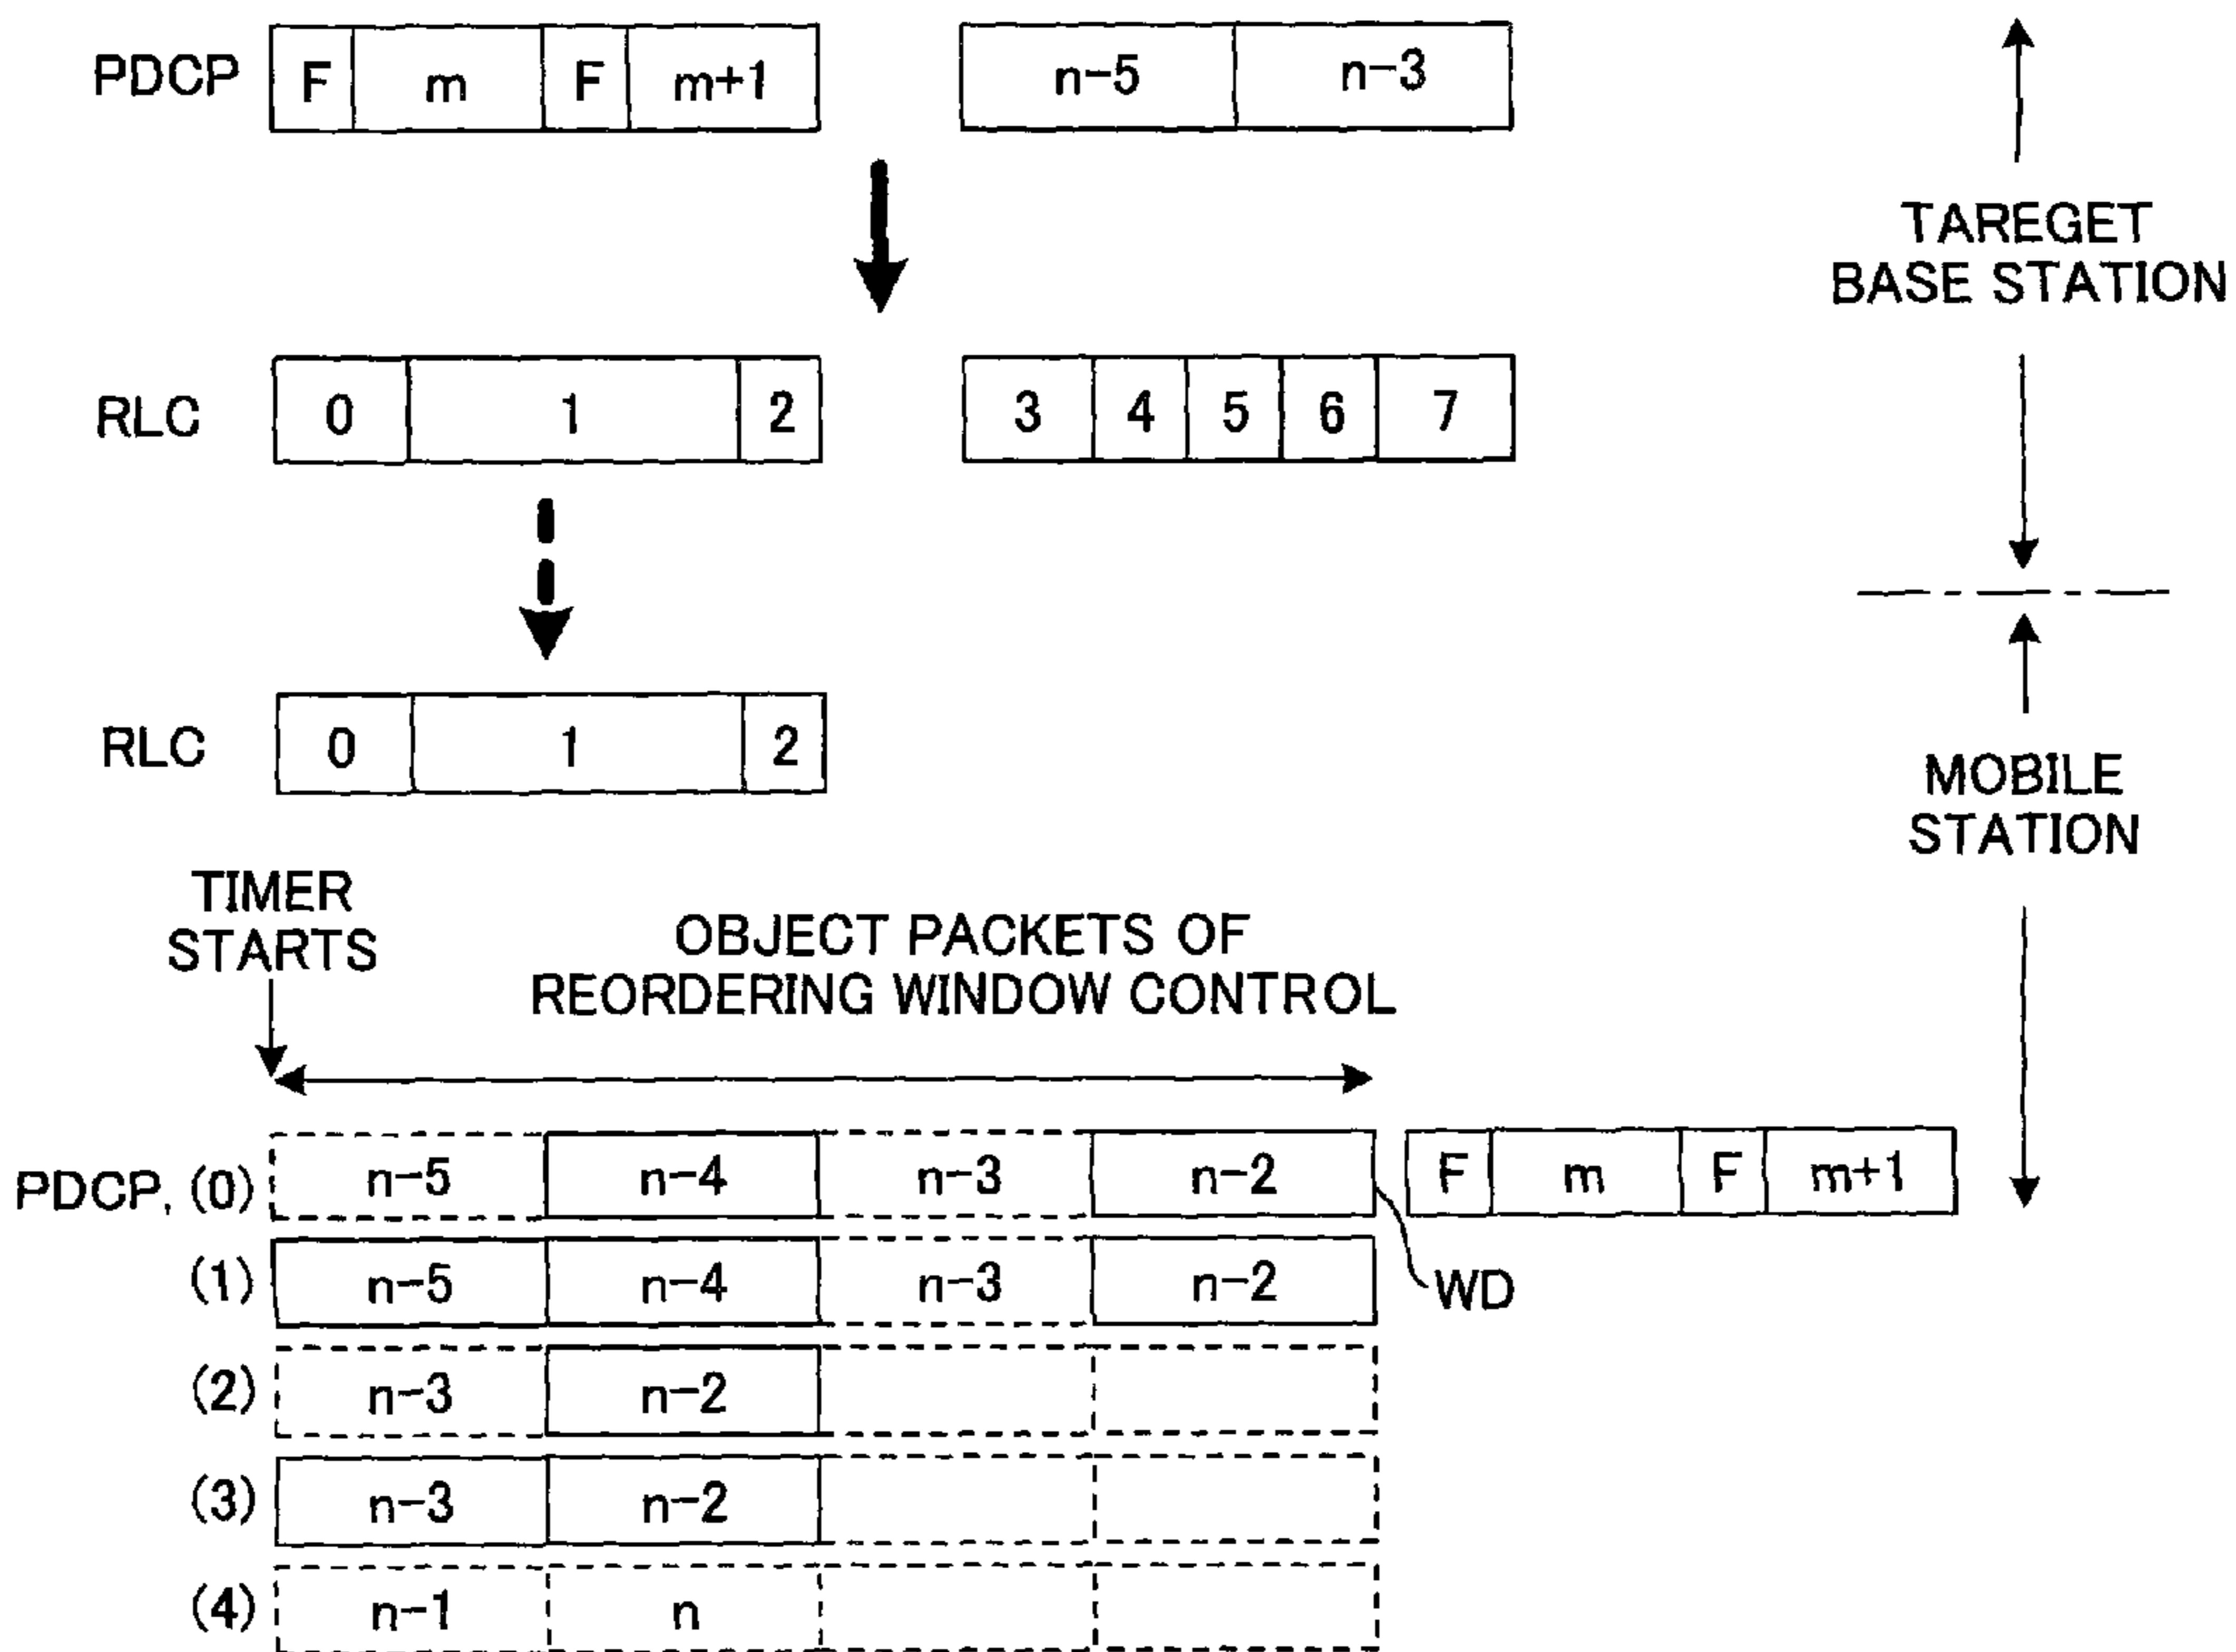 PDCP F m F m+1 n-5 n-3
TAREGET
BASE STATION
RLC 0 1 2 3 4 5 6 7
RLC 0 1 2
MOBILE
STATION
TIMER
STARTS
OBJECT PACKETS OF
REORDERING WINDOW CONTROL
PDCP, (0) n-5 n-4 n-3 n-2 F m F m+1
(1) n-5 n-4 n-3 n-2 WD
(2) n-3 n-2
(3) n-3 n-2
(4) n-1 n